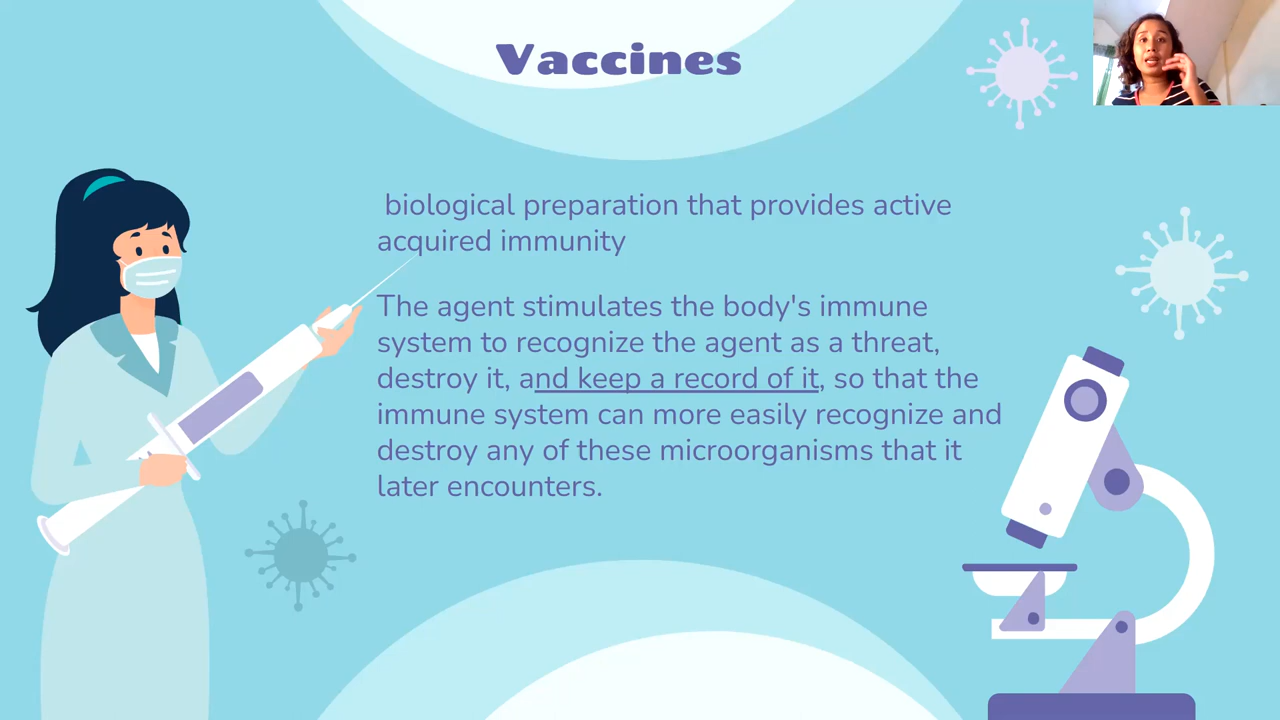 Vaccines
biological preparation that provides active
acquired immunity
The agent stimulates the body's immune
system to recognize the agent as a threat,
destroy it, and keep a record of it, so that the
immune system can more easily recognize and
destroy any of these microorganisms that it
later encounters.